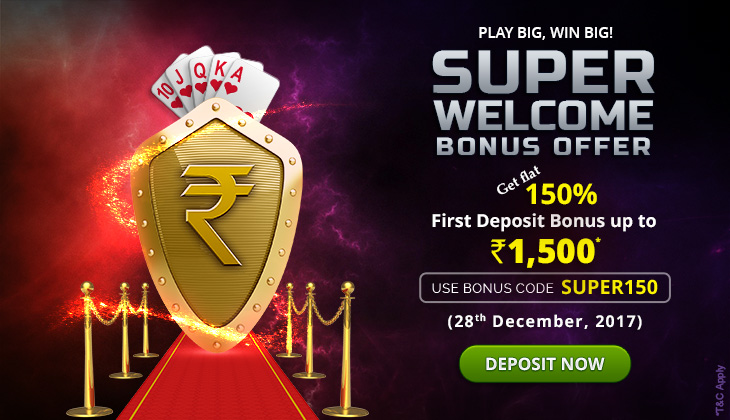 10 J Q K A
PLAY BIG, WIN BIG!
SUPER
WELCOME
BONUS OFFER
Get flat
150%
First Deposit Bonus up to
₹1,500*
USE BONUS CODE SUPER150
(28th December, 2017)
DEPOSIT NOW
*T&C Apply
₹